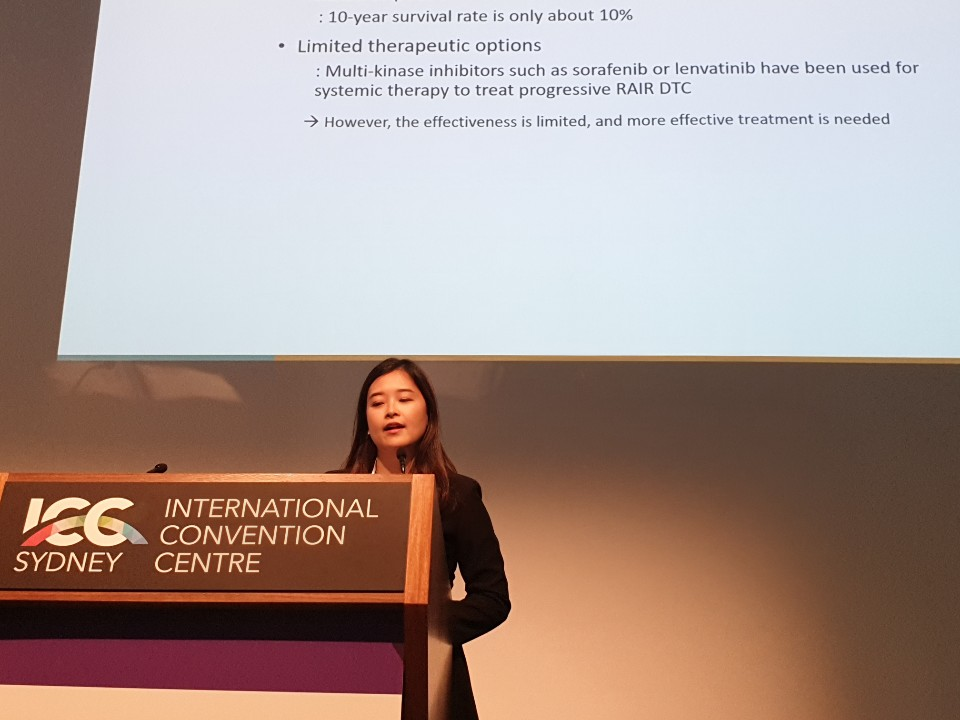 : 10-year survival rate is only about 10%
• Limited therapeutic options
: Multi-kinase inhibitors such as sorafenib or lenvatinib have been used for
systemic therapy to treat progressive RAIR DTC
→ However, the effectiveness is limited, and more effective treatment is needed
ICC
SYDNEY
INTERNATIONAL
CONVENTION
CENTRE